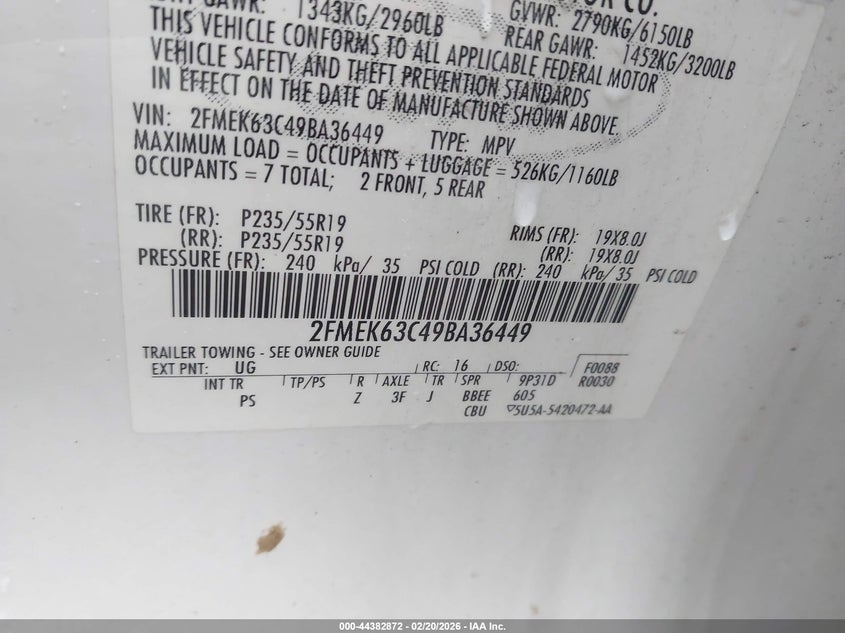 GAWR: 1343KG/2960LB
GVWR: 2790KG/6150LB
REAR GAWR: 1452KG/3200LB
THIS VEHICLE CONFORMS TO ALL APPLICABLE FEDERAL MOTOR
VEHICLE SAFETY AND THEFT PREVENTION STANDARDS
IN EFFECT ON THE DATE OF MANUFACTURE SHOWN ABOVE.
VIN: 2FMEK63C49BA36449 TYPE: MPV
MAXIMUM LOAD = OCCUPANTS + LUGGAGE = 526KG/1160LB
OCCUPANTS = 7 TOTAL; 2 FRONT, 5 REAR
TIRE (FR): P235/55R19 RIMS (FR): 19X8.0J
(RR): P235/55R19 (RR): 19X8.0J
PRESSURE (FR): 240 kPa/ 35 PSI COLD (RR): 240 kPa/ 35 PSI COLD
2FMEK63C49BA36449
TRAILER TOWING - SEE OWNER GUIDE
EXT PNT: UG RC: 16 DSO: F0088
INT TR TP/PS R AXLE TR SPR 9P31D R0030
PS Z 3F J BBEE 605
CBU 5U5A-5420472-AA
000-44382872 / 02/20/2026 - IAA Inc.